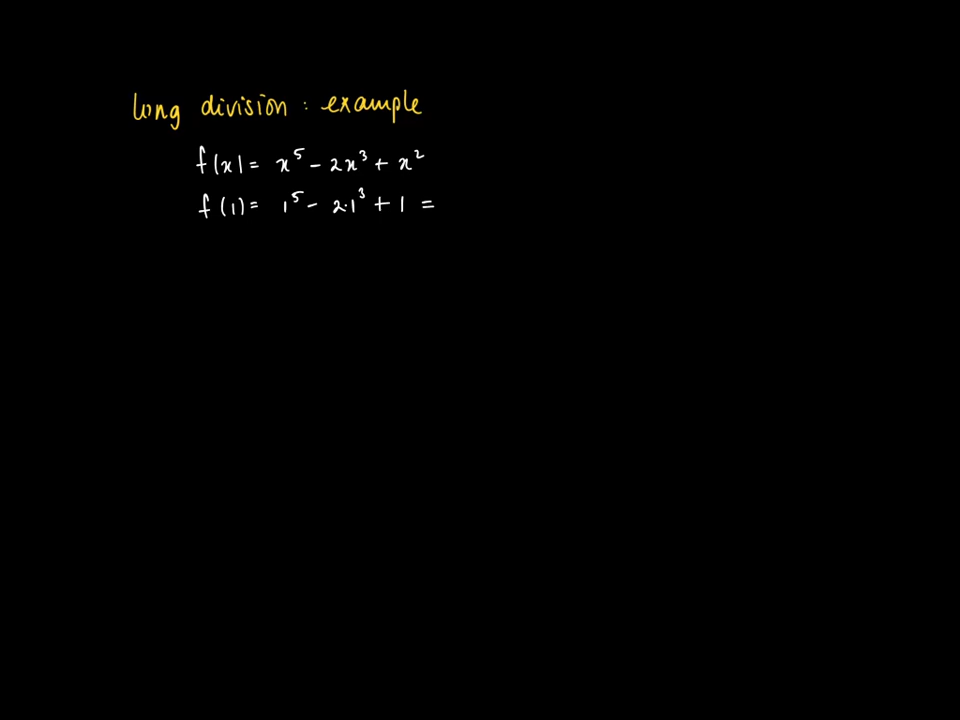 long division : example
f(x) = x⁵ - 2x³ + x²
f(1) = 1⁵ - 2·1³ + 1 =